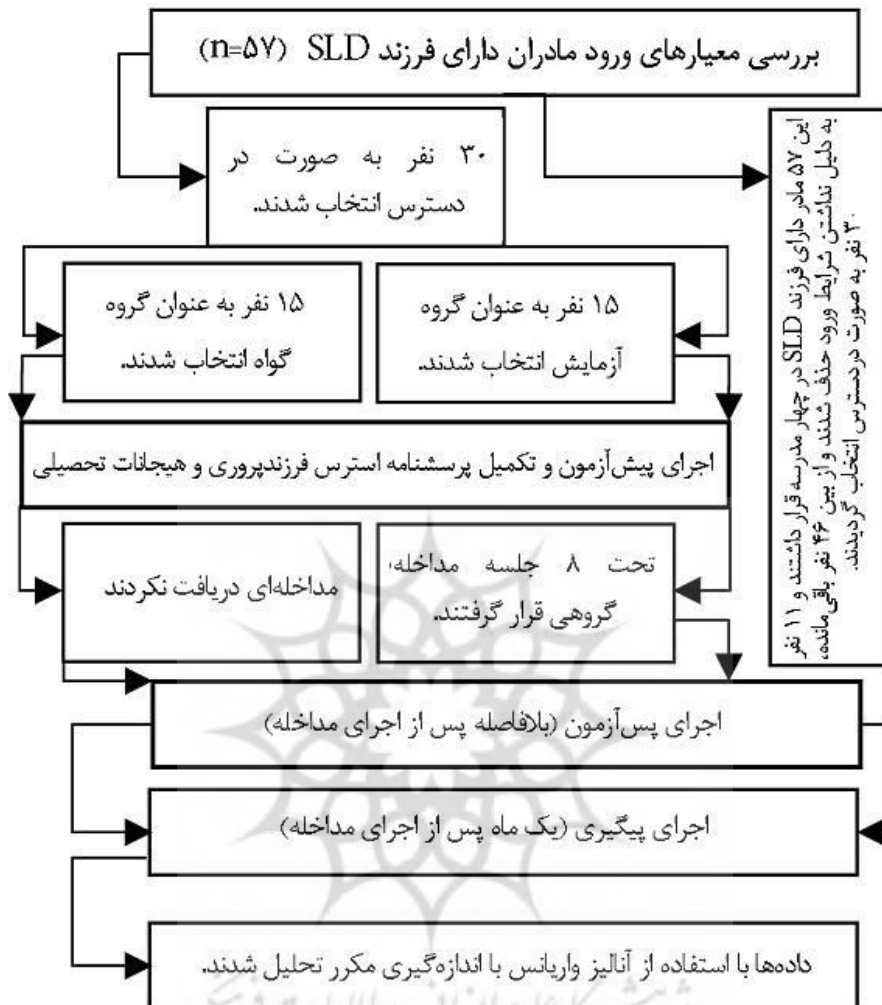 بررسی معیارهای ورود مادران دارای فرزند SLD (n=۵۷)
این ۵۷ مادر دارای فرزند SLD در چهار مدرسه قرار داشتند و ۱۱ نفر
به دلیل نداشتن شرایط ورود حذف شدند و از بین ۴۶ نفر باقی‌مانده،
۳۰ نفر به صورت دردسترس انتخاب گردیدند.
۳۰ نفر به صورت در
دسترس انتخاب شدند.
۱۵ نفر به عنوان گروه
آزمایش انتخاب شدند.
۱۵ نفر به عنوان گروه
گواه انتخاب شدند.
اجرای پیش‌آزمون و تکمیل پرسشنامه استرس فرزندپروری و هیجانات تحصیلی
تحت ۸ جلسه مداخله
گروهی قرار گرفتند.
مداخله‌ای دریافت نکردند
اجرای پس‌آزمون (بلافاصله پس از اجرای مداخله)
اجرای پیگیری (یک ماه پس از اجرای مداخله)
داده‌ها با استفاده از آنالیز واریانس با اندازه‌گیری مکرر تحلیل شدند.